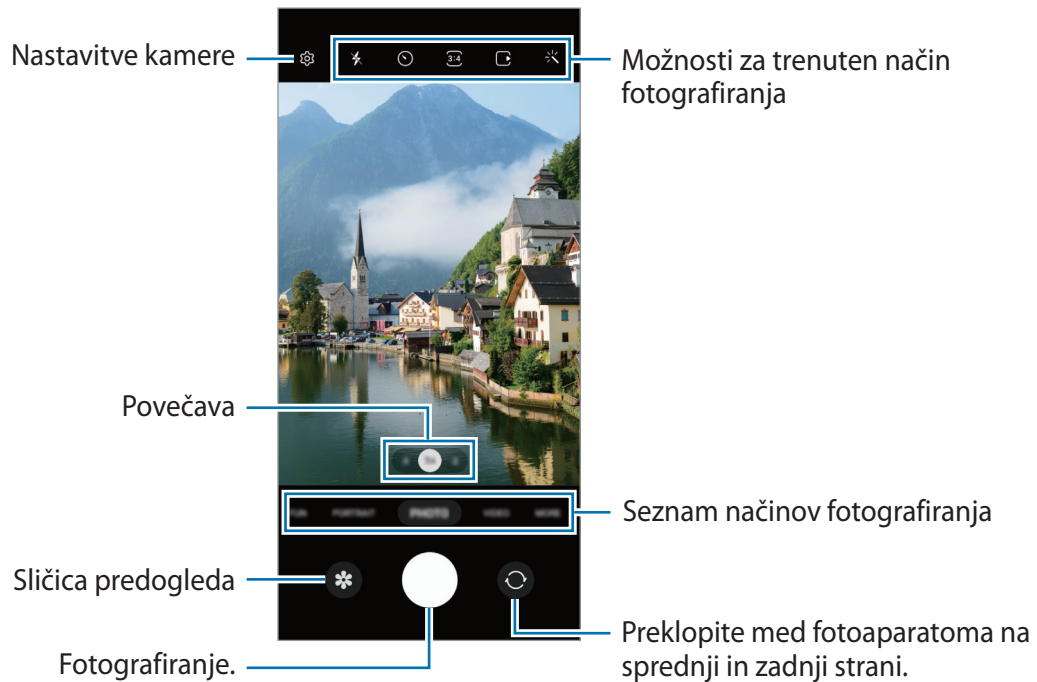 Nastavitve kamere
3:4
Možnosti za trenuten način
fotografiranja
Povečava
FUN PORTRAIT PHOTO VIDEO MORE
Seznam načinov fotografiranja
Sličica predogleda
Fotografiranje.
Preklopite med fotoaparatoma na
sprednji in zadnji strani.